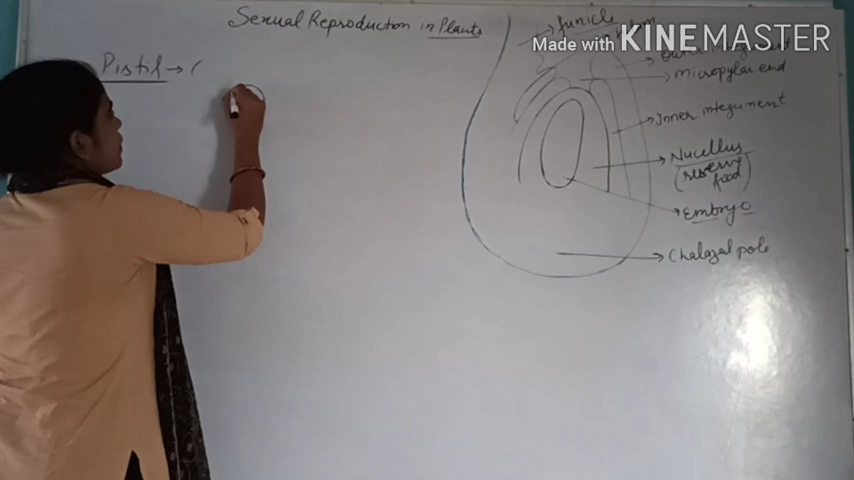 Sexual Reproduction in Plants
Pistil → (
funicle
Made with KINEMASTER
micropylar end
Inner integument
Nucellus
(reserve
food)
Embryo
Chalazal pole